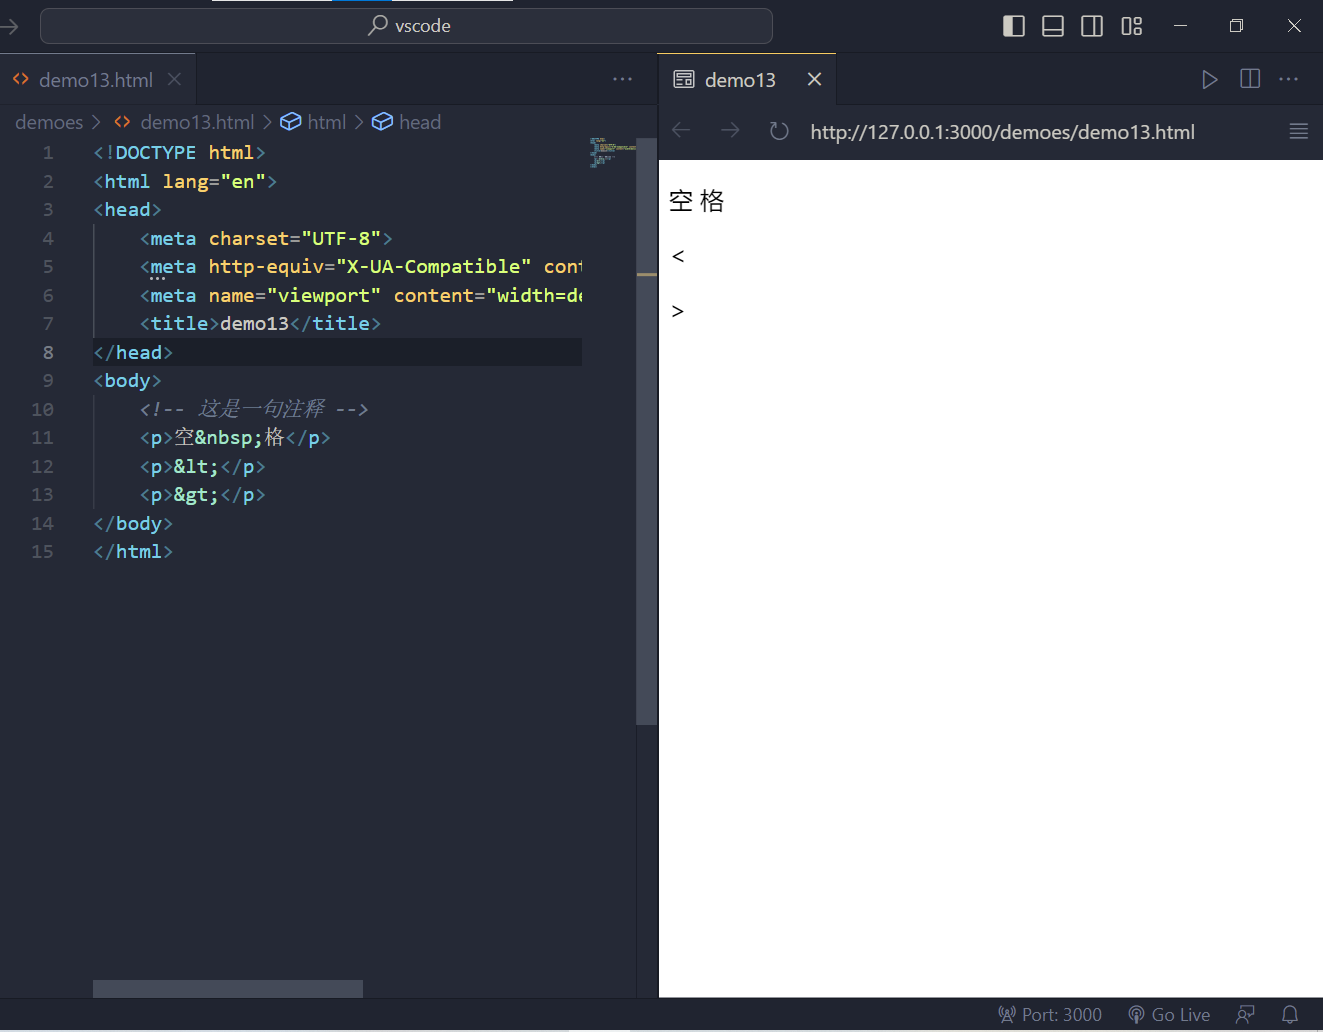 vscode
demo13.html
demoes > demo13.html > html > head
1 <!DOCTYPE html>
2 <html lang="en">
3 <head>
4 <meta charset="UTF-8">
5 <meta http-equiv="X-UA-Compatible" cont
6 <meta name="viewport" content="width=de
7 <title>demo13</title>
8 </head>
9 <body>
10 <!-- 这是一句注释 -->
11 <p>空&nbsp;格</p>
12 <p>&lt;</p>
13 <p>&gt;</p>
14 </body>
15 </html>
demo13
http://127.0.0.1:3000/demoes/demo13.html
空 格
<
>
Port: 3000 Go Live